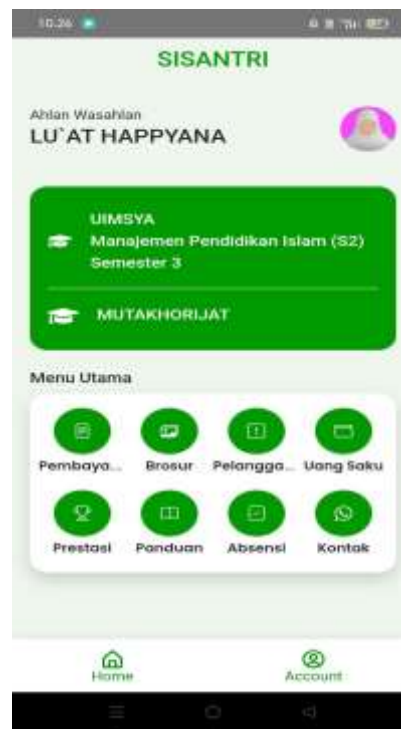 10.26
SISANTRI
Ahlan Wasahlan
LU`AT HAPPYANA
UIMSYA
Manajemen Pendidikan Islam (S2)
Semester 3
MUTAKHORIJAT
Menu Utama
Pembaya... Brosur Pelangga... Uang Saku
Prestasi Panduan Absensi Kontak
Home Account